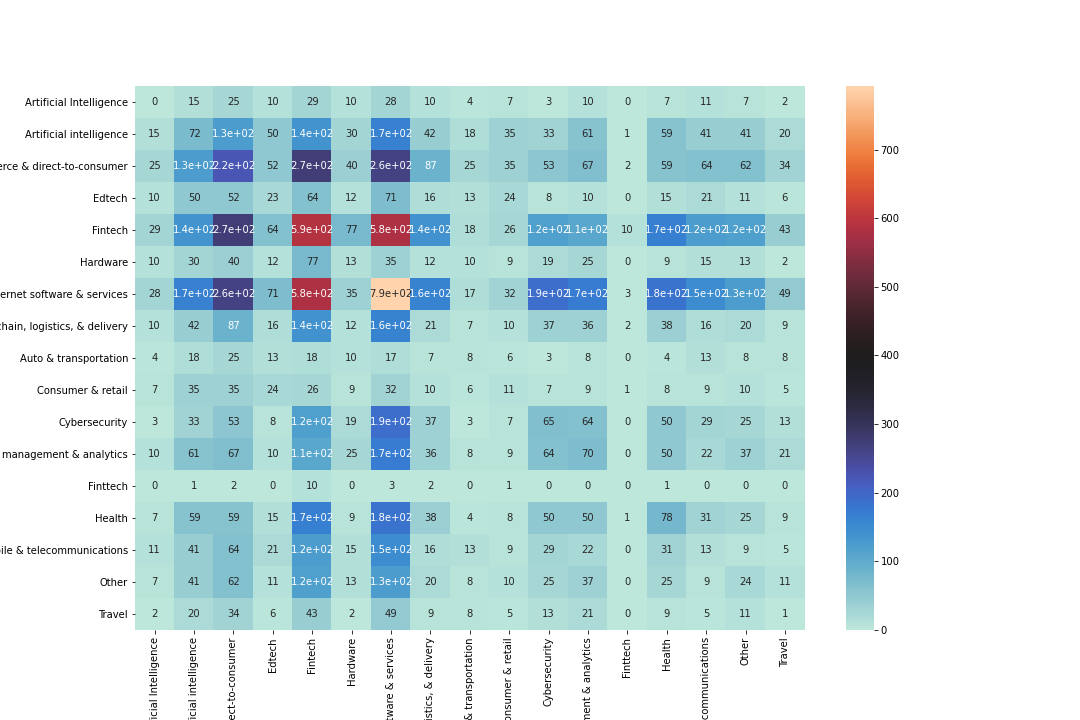 Artificial Intelligence 0 15 25 10 29 10 28 10 4 7 3 10 0 7 11 7 2
Artificial intelligence 15 72 1.3e+02 50 1.4e+02 30 1.7e+02 42 18 35 33 61 1 59 41 41 20
rce & direct-to-consumer 25 1.3e+02 2.2e+02 52 2.7e+02 40 2.6e+02 87 25 35 53 67 2 59 64 62 34
Edtech 10 50 52 23 64 12 71 16 13 24 8 10 0 15 21 11 6
Fintech 29 1.4e+02 2.7e+02 64 5.9e+02 77 5.8e+02 1.4e+02 18 26 1.2e+02 1.1e+02 10 1.7e+02 1.2e+02 1.2e+02 43
Hardware 10 30 40 12 77 13 35 12 10 9 19 25 0 9 15 13 2
ernet software & services 28 1.7e+02 2.6e+02 71 5.8e+02 35 7.9e+02 1.6e+02 17 32 1.9e+02 1.7e+02 3 1.8e+02 1.5e+02 1.3e+02 49
chain, logistics, & delivery 10 42 87 16 1.4e+02 12 1.6e+02 21 7 10 37 36 2 38 16 20 9
Auto & transportation 4 18 25 13 18 10 17 7 8 6 3 8 0 4 13 8 8
Consumer & retail 7 35 35 24 26 9 32 10 6 11 7 9 1 8 9 10 5
Cybersecurity 3 33 53 8 1.2e+02 19 1.9e+02 37 3 7 65 64 0 50 29 25 13
management & analytics 10 61 67 10 1.1e+02 25 1.7e+02 36 8 9 64 70 0 50 22 37 21
Finttech 0 1 2 0 10 0 3 2 0 1 0 0 0 1 0 0 0
Health 7 59 59 15 1.7e+02 9 1.8e+02 38 4 8 50 50 1 78 31 25 9
ile & telecommunications 11 41 64 21 1.2e+02 15 1.5e+02 16 13 9 29 22 0 31 13 9 5
Other 7 41 62 11 1.2e+02 13 1.3e+02 20 8 10 25 37 0 25 9 24 11
Travel 2 20 34 6 43 2 49 9 8 5 13 21 0 9 5 11 1
icial Intelligence
icial intelligence
ect-to-consumer
Edtech
Fintech
Hardware
tware & services
istics, & delivery
& transportation
onsumer & retail
Cybersecurity
ment & analytics
Finttech
Health
communications
Other
Travel
700
600
500
400
300
200
100
0